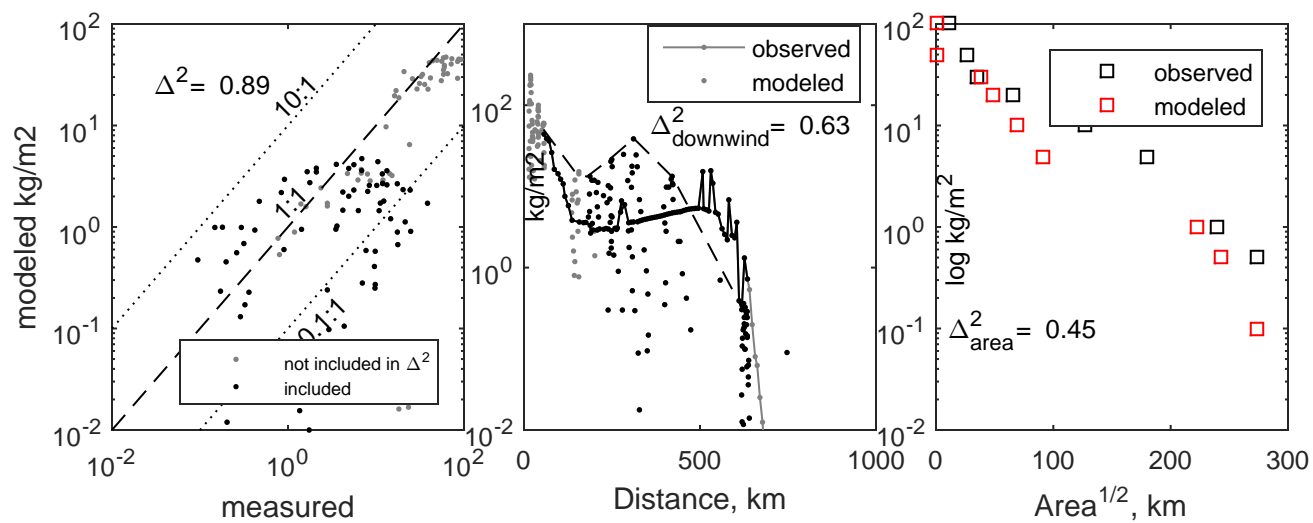 modeled kg/m2
10^2
10^1
10^0
10^-1
10^-2
Δ^2= 0.89
10:1
1:1
0.1:1
not included in Δ^2
included
10^-2
10^0
10^2
measured
kg/m2
10^2
10^0
10^-2
observed
modeled
Δ^2_downwind= 0.63
0
500
1000
Distance, km
log kg/m^2
10^2
10^1
10^0
10^-1
10^-2
observed
modeled
Δ^2_area= 0.45
0
100
200
300
Area^1/2, km